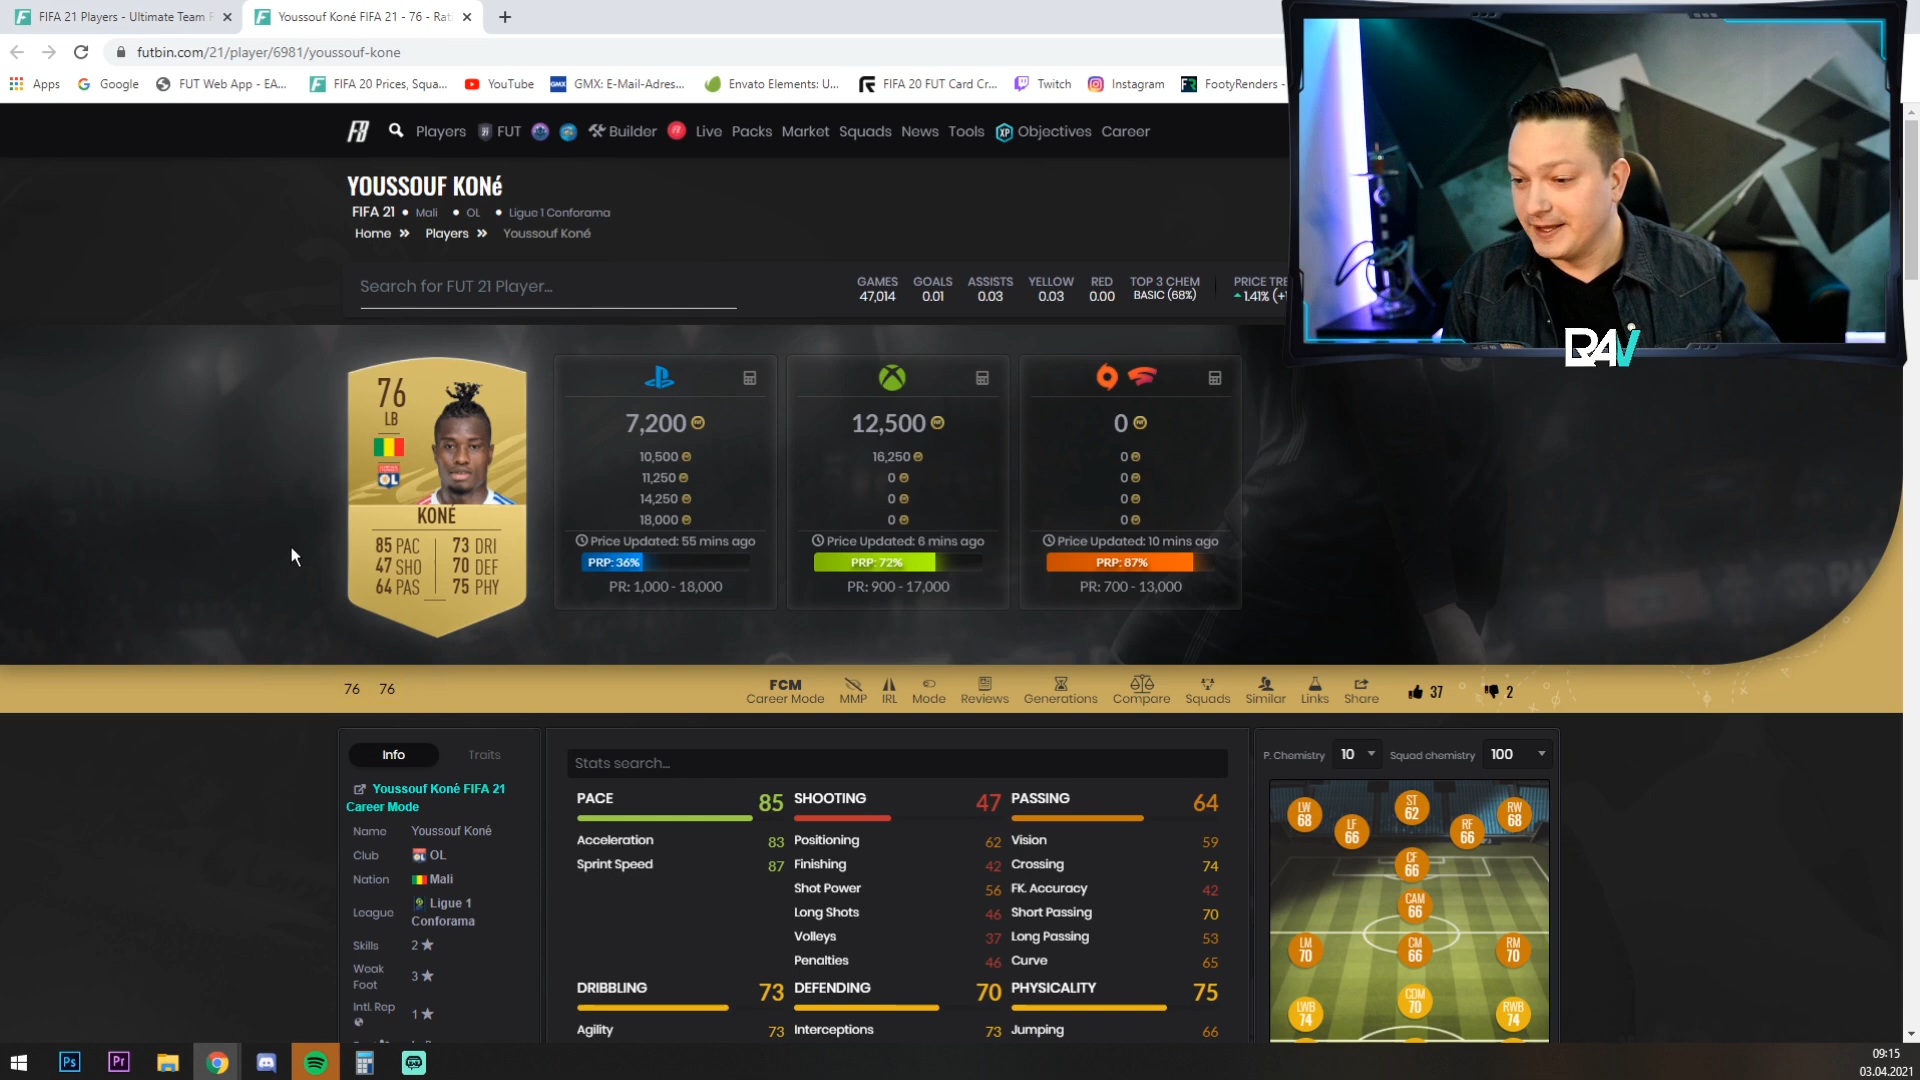 FIFA 21 Players - Ultimate Team
Youssouf Koné FIFA 21 - 76 - Rat
futbin.com/21/player/6981/youssouf-kone
Apps Google FUT Web App - EA... FIFA 20 Prices, Squa... YouTube GMX: E-Mail-Adres... Envato Elements: U... FIFA 20 FUT Card Cr... Twitch Instagram FootyRenders -
Players FUT Builder Live Packs Market Squads News Tools Objectives Career
YOUSSOUF KONé
FIFA 21 • Mali • OL • Ligue 1 Conforama
Home » Players » Youssouf Koné
Search for FUT 21 Player...
GAMES GOALS ASSISTS YELLOW RED TOP 3 CHEM PRICE TRE
47,014 0.01 0.03 0.03 0.00 BASIC (68%) 1.41% (+1
RAV
76
LB
OL
KONÉ
85 PAC 73 DRI
47 SHO 70 DEF
64 PAS 75 PHY
7,200
10,500
11,250
14,250
18,000
Price Updated: 55 mins ago
PRP: 36%
PR: 1,000 - 18,000
12,500
16,250
0
0
0
Price Updated: 6 mins ago
PRP: 72%
PR: 900 - 17,000
0
0
0
0
0
Price Updated: 10 mins ago
PRP: 87%
PR: 700 - 13,000
76 76
FCM
Career Mode MMP IRL Mode Reviews Generations Compare Squads Similar Links Share 37 2
Info Traits
Youssouf Koné FIFA 21
Career Mode
Name Youssouf Koné
Club OL
Nation Mali
League Ligue 1
Conforama
Skills 2
Weak
Foot 3
Intl. Rep 1
Stats search...
PACE 85
Acceleration 83
Sprint Speed 87
SHOOTING 47
Positioning 62
Finishing 42
Shot Power 56
Long Shots 46
Volleys 37
Penalties 46
PASSING 64
Vision 59
Crossing 74
FK. Accuracy 42
Short Passing 70
Long Passing 53
Curve 65
DRIBBLING 73
Agility 73
DEFENDING 70
Interceptions 73
PHYSICALITY 75
Jumping 66
P. Chemistry 10 Squad chemistry 100
LW 68
ST 62
RW 68
LF 66
RF 66
CF 66
CAM 66
LM 70
CM 66
RM 70
LWB 74
CDM 70
RWB 74
Ps Pr
09:15
03.04.2021